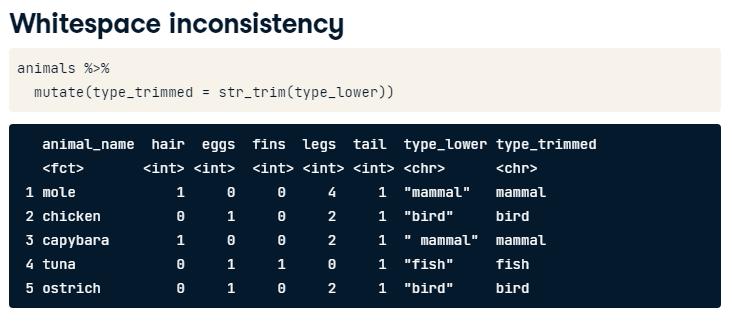 Whitespace inconsistency
animals %>%
  mutate(type_trimmed = str_trim(type_lower))
  animal_name  hair  eggs  fins  legs  tail  type_lower type_trimmed
  <fct>       <int> <int>  <int> <int> <int> <chr>      <chr>
1 mole            1     0     0     4     1  "mammal"   mammal
2 chicken         0     1     0     2     1  "bird"     bird
3 capybara        1     0     0     2     1  " mammal"  mammal
4 tuna            0     1     1     0     1  "fish"     fish
5 ostrich         0     1     0     2     1  "bird"     bird